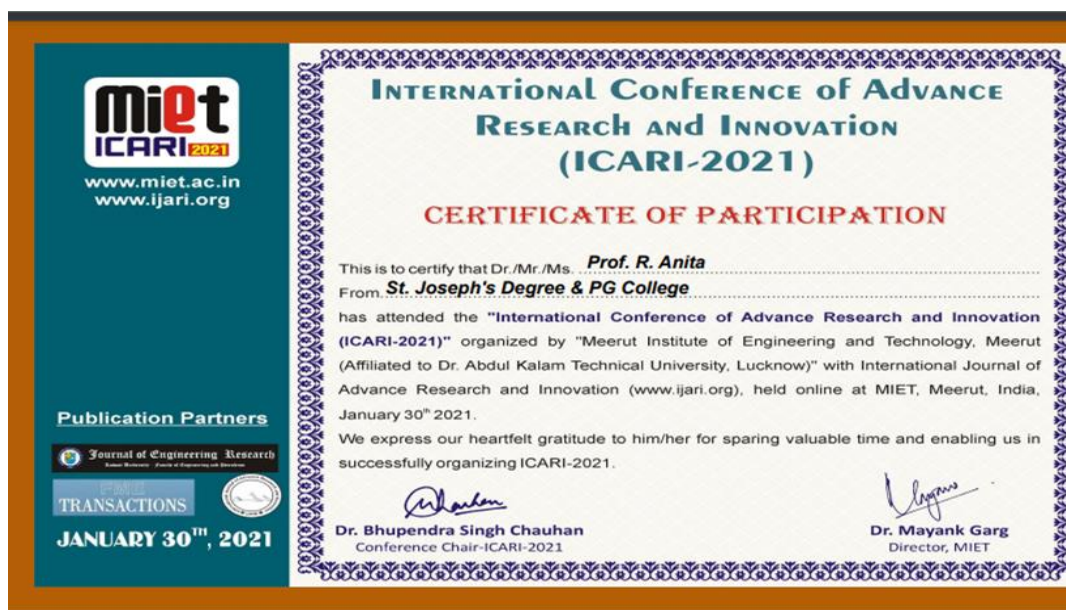 miet
ICARI 2021
www.miet.ac.in
www.ijari.org
Publication Partners
Journal of Engineering Research
TRANSACTIONS
JANUARY 30TH, 2021
INTERNATIONAL CONFERENCE OF ADVANCE
RESEARCH AND INNOVATION
(ICARI-2021)
CERTIFICATE OF PARTICIPATION
This is to certify that Dr./Mr./Ms. Prof. R. Anita
From St. Joseph's Degree & PG College
has attended the "International Conference of Advance Research and Innovation
(ICARI-2021)" organized by "Meerut Institute of Engineering and Technology, Meerut
(Affiliated to Dr. Abdul Kalam Technical University, Lucknow)" with International Journal of
Advance Research and Innovation (www.ijari.org), held online at MIET, Meerut, India,
January 30th 2021.
We express our heartfelt gratitude to him/her for sparing valuable time and enabling us in
successfully organizing ICARI-2021.
Dr. Bhupendra Singh Chauhan
Conference Chair-ICARI-2021
Dr. Mayank Garg
Director, MIET